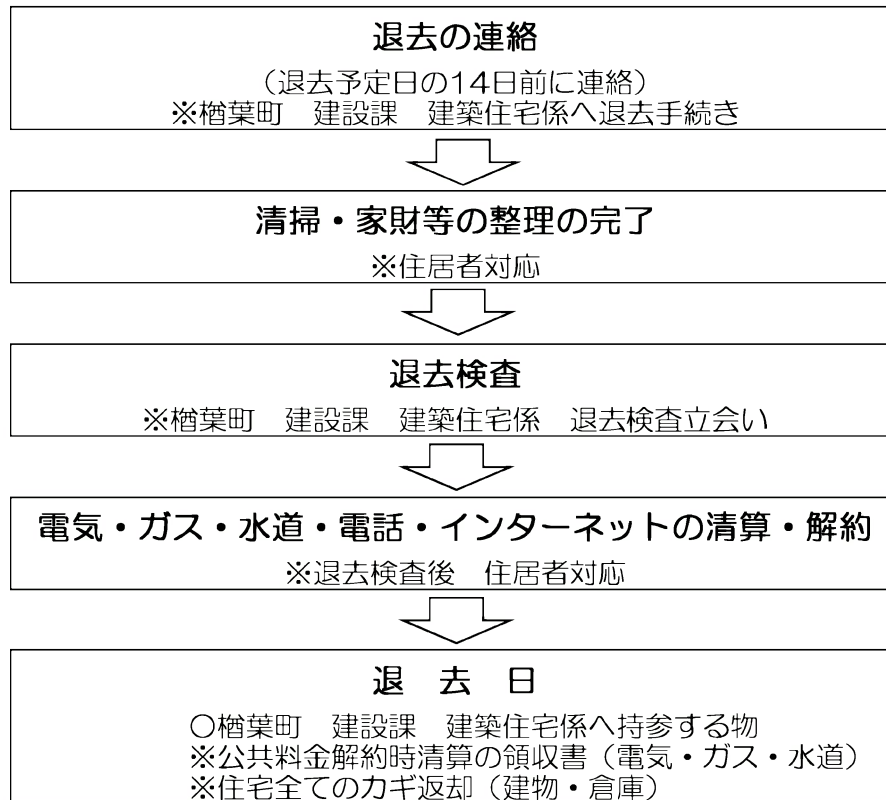 退去の連絡
(退去予定日の14日前に連絡)
※楢葉町　建設課　建築住宅係へ退去手続き
清掃・家財等の整理の完了
※住居者対応
退去検査
※楢葉町　建設課　建築住宅係　退去検査立会い
電気・ガス・水道・電話・インターネットの清算・解約
※退去検査後　住居者対応
退　去　日
○楢葉町　建設課　建築住宅係へ持参する物
※公共料金解約時清算の領収書(電気・ガス・水道)
※住宅全てのカギ返却(建物・倉庫)